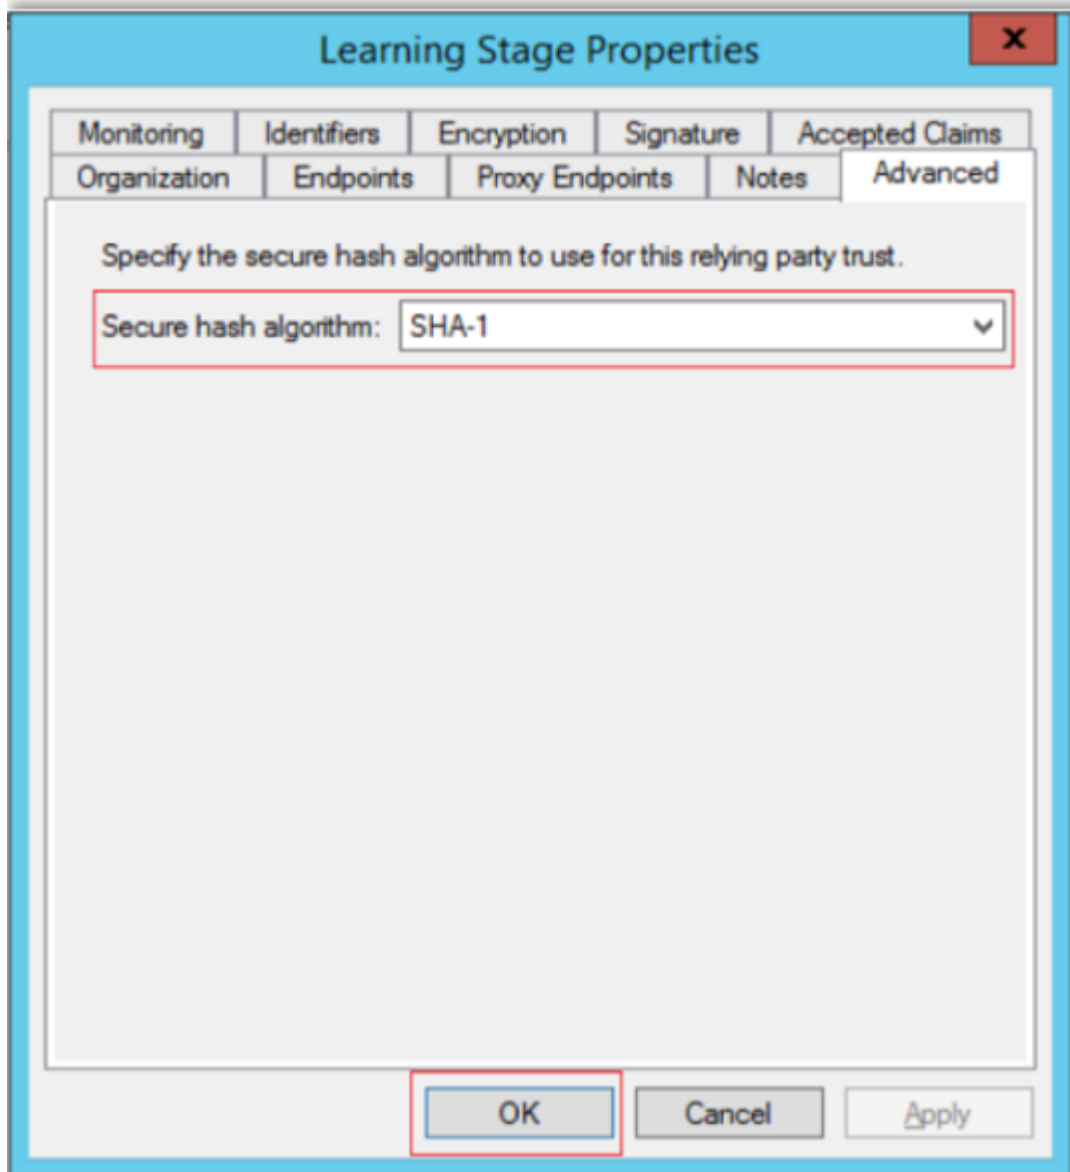 Learning Stage Properties
x
Monitoring Identifiers Encryption Signature Accepted Claims
Organization Endpoints Proxy Endpoints Notes Advanced
Specify the secure hash algorithm to use for this relying party trust.
Secure hash algorithm: SHA-1
OK Cancel Apply